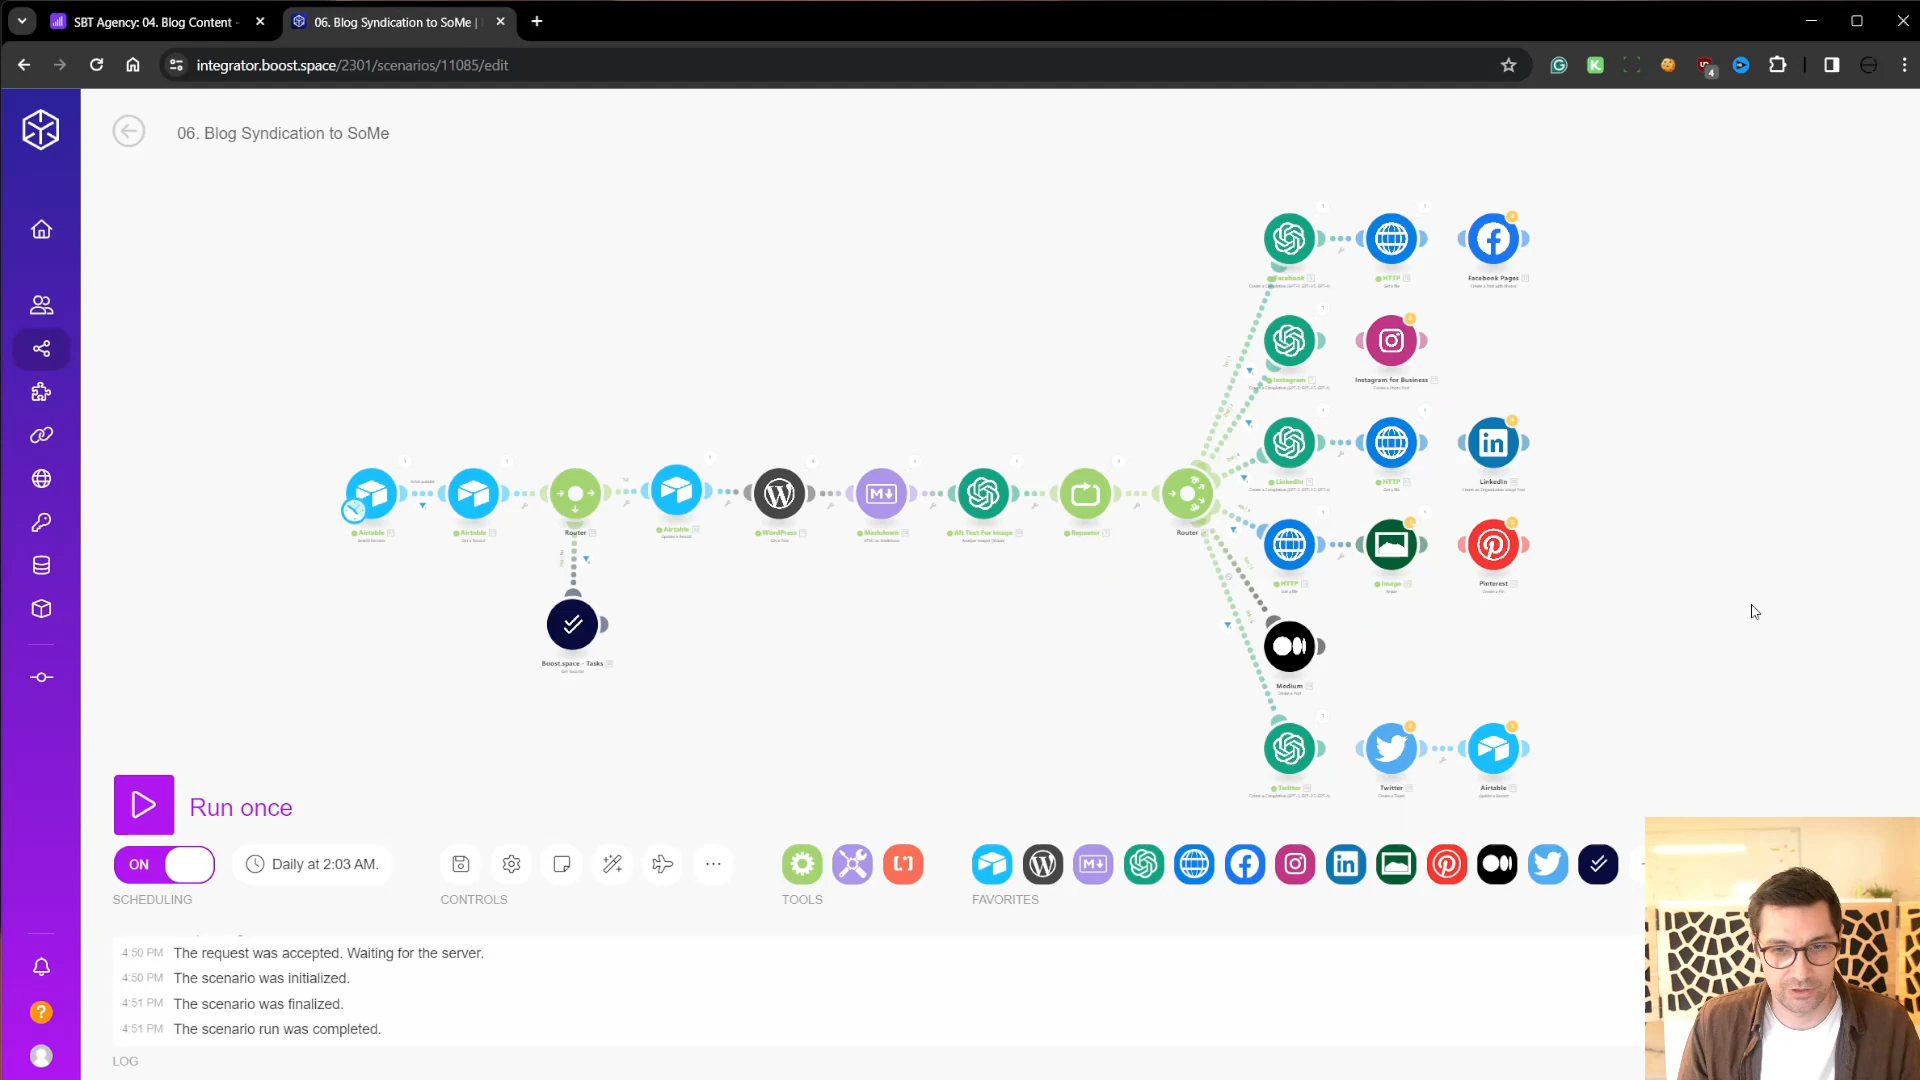 SBT Agency: 04. Blog Content -
06. Blog Syndication to SoMe |
integrator.boost.space/2301/scenarios/11085/edit
4
06. Blog Syndication to SoMe
Facebook
HTTP
Facebook Pages
Instagram
Instagram for Business
LinkedIn
HTTP
LinkedIn
Airtable
Airtable
Router
Airtable
WordPress
Markdown
Alt Text For Image
Repeater
Router
HTTP
Image
Pinterest
Boost.space - Tasks
Medium
Twitter
Twitter
Airtable
Run once
ON
Daily at 2:03 AM.
SCHEDULING
CONTROLS
TOOLS
FAVORITES
4:50 PM The request was accepted. Waiting for the server.
4:50 PM The scenario was initialized.
4:51 PM The scenario was finalized.
4:51 PM The scenario run was completed.
LOG